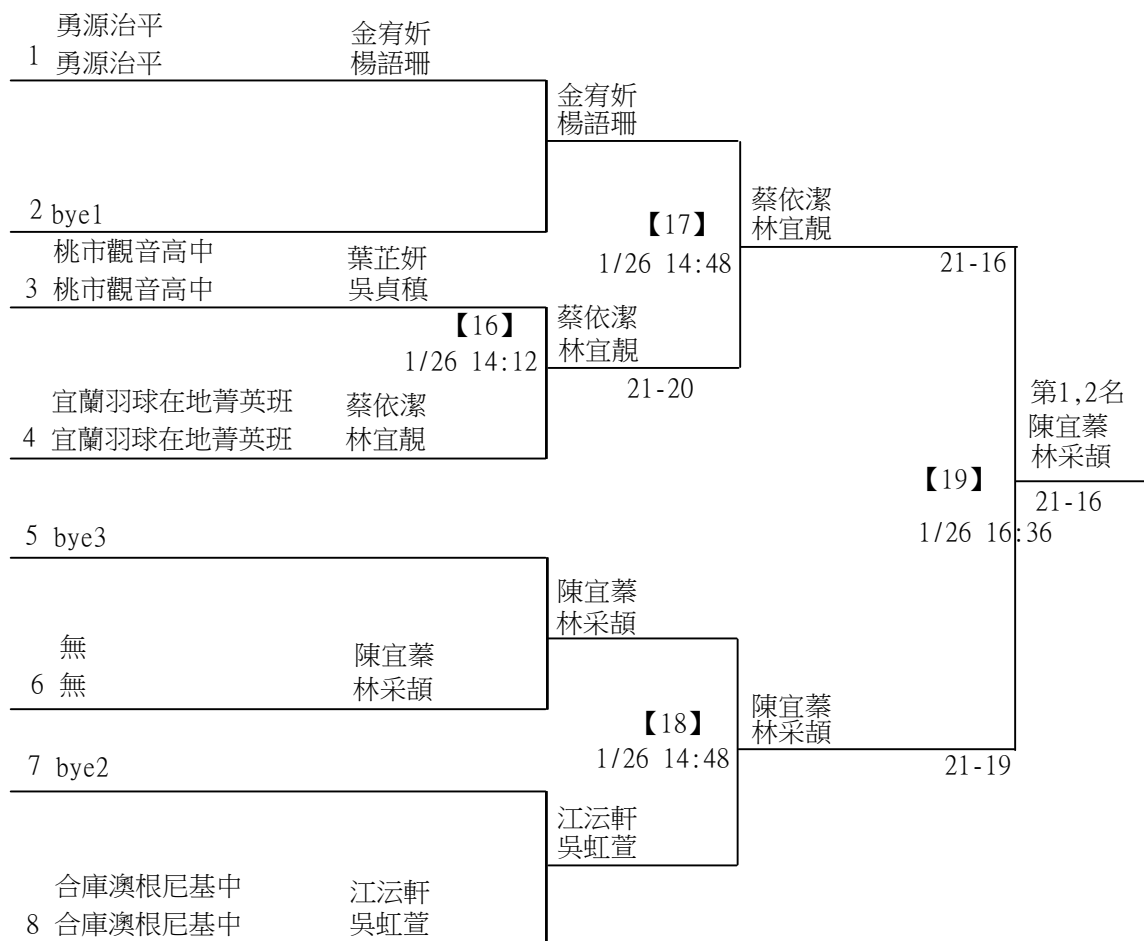 勇源治平 金宥妡
1 勇源治平 楊語珊
金宥妡
楊語珊
2 bye1
【17】
1/26 14:48
蔡依潔
林宜靚
21-16
桃市觀音高中 葉芷妍
3 桃市觀音高中 吳貞稹
【16】
1/26 14:12
蔡依潔
林宜靚
21-20
宜蘭羽球在地菁英班 蔡依潔
4 宜蘭羽球在地菁英班 林宜靚
第1,2名
陳宜蓁
林采頡
【19】
21-16
1/26 16:36
5 bye3
陳宜蓁
林采頡
無 陳宜蓁
6 無 林采頡
【18】
1/26 14:48
陳宜蓁
林采頡
21-19
7 bye2
江沄軒
吳虹萱
合庫澳根尼基中 江沄軒
8 合庫澳根尼基中 吳虹萱